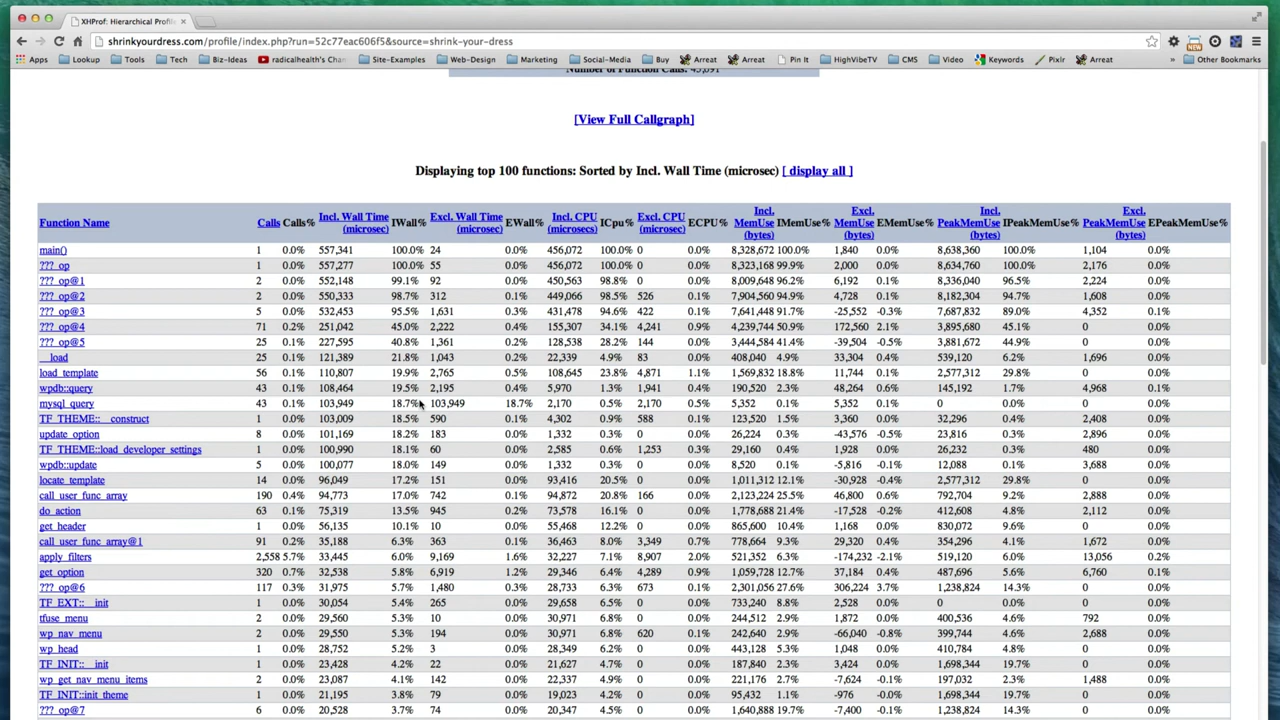 XHProf: Hierarchical Profil
shrinkyourdress.com/profile/index.php?run=52c77eac606f5&source=shrink-your-dress
Apps Lookup Tools Tech Biz-Ideas radicalhealth's Chan Site-Examples Web-Design Marketing Social-Media Buy Arreat Arreat Pin It HighVibeTV CMS Video Keywords Pixlr Arreat » Other Bookmarks
Number of Function Calls: 45,091
[View Full Callgraph]
Displaying top 100 functions: Sorted by Incl. Wall Time (microsec) [ display all ]
Function Name Calls Calls% Incl. Wall Time (microsec) IWall% Excl. Wall Time (microsec) EWall% Incl. CPU (microsecs) ICpu% Excl. CPU (microsec) ECPU% Incl. MemUse (bytes) IMemUse% Excl. MemUse (bytes) EMemUse% Incl. PeakMemUse (bytes) IPeakMemUse% Excl. PeakMemUse (bytes) EPeakMemUse%
main() 1 0.0% 557,341 100.0% 24 0.0% 456,072 100.0% 0 0.0% 8,328,672 100.0% 1,840 0.0% 8,638,360 100.0% 1,104 0.0%
???_op 1 0.0% 557,277 100.0% 55 0.0% 456,072 100.0% 0 0.0% 8,323,168 99.9% 2,000 0.0% 8,634,760 100.0% 2,176 0.0%
???_op@1 2 0.0% 552,148 99.1% 92 0.0% 450,563 98.8% 0 0.0% 8,009,648 96.2% 6,192 0.1% 8,336,040 96.5% 2,224 0.0%
???_op@2 2 0.0% 550,333 98.7% 312 0.1% 449,066 98.5% 526 0.1% 7,904,560 94.9% 4,728 0.1% 8,182,304 94.7% 1,608 0.0%
???_op@3 5 0.0% 532,453 95.5% 1,631 0.3% 431,478 94.6% 422 0.1% 7,641,448 91.7% -25,552 -0.3% 7,687,832 89.0% 4,352 0.1%
???_op@4 71 0.2% 251,042 45.0% 2,222 0.4% 155,307 34.1% 4,241 0.9% 4,239,744 50.9% 172,560 2.1% 3,895,680 45.1% 0 0.0%
???_op@5 25 0.1% 227,595 40.8% 1,361 0.2% 128,538 28.2% 144 0.0% 3,444,584 41.4% -39,504 -0.5% 3,881,672 44.9% 0 0.0%
__load 25 0.1% 121,389 21.8% 1,043 0.2% 22,339 4.9% 83 0.0% 408,040 4.9% 33,304 0.4% 539,120 6.2% 1,696 0.0%
load_template 56 0.1% 110,807 19.9% 2,765 0.5% 108,645 23.8% 4,871 1.1% 1,569,832 18.8% 11,744 0.1% 2,577,312 29.8% 0 0.0%
wpdb::query 43 0.1% 108,464 19.5% 2,195 0.4% 5,970 1.3% 1,941 0.4% 190,520 2.3% 48,264 0.6% 145,192 1.7% 4,968 0.1%
mysql_query 43 0.1% 103,949 18.7% 103,949 18.7% 2,170 0.5% 2,170 0.5% 5,352 0.1% 5,352 0.1% 0 0.0% 0 0.0%
TF_THEME::__construct 1 0.0% 103,009 18.5% 590 0.1% 4,302 0.9% 588 0.1% 123,520 1.5% 3,360 0.0% 32,296 0.4% 2,408 0.0%
update_option 8 0.0% 101,169 18.2% 183 0.0% 1,332 0.3% 0 0.0% 26,224 0.3% -43,576 -0.5% 23,816 0.3% 2,896 0.0%
TF_THEME::load_developer_settings 1 0.0% 100,990 18.1% 60 0.0% 2,585 0.6% 1,253 0.3% 29,160 0.4% 1,928 0.0% 26,232 0.3% 480 0.0%
wpdb::update 5 0.0% 100,077 18.0% 149 0.0% 1,332 0.3% 0 0.0% 8,520 0.1% -5,816 -0.1% 12,088 0.1% 3,688 0.0%
locate_template 14 0.0% 96,049 17.2% 151 0.0% 93,416 20.5% 0 0.0% 1,011,312 12.1% -30,928 -0.4% 2,577,312 29.8% 0 0.0%
call_user_func_array 190 0.4% 94,773 17.0% 742 0.1% 94,872 20.8% 166 0.0% 2,123,224 25.5% 46,800 0.6% 792,704 9.2% 2,888 0.0%
do_action 63 0.1% 75,319 13.5% 945 0.2% 73,578 16.1% 0 0.0% 1,778,688 21.4% -17,528 -0.2% 412,608 4.8% 2,112 0.0%
get_header 1 0.0% 56,135 10.1% 10 0.0% 55,468 12.2% 0 0.0% 865,600 10.4% 1,168 0.0% 830,072 9.6% 0 0.0%
call_user_func_array@1 91 0.2% 35,188 6.3% 363 0.1% 36,463 8.0% 3,349 0.7% 778,664 9.3% 29,320 0.4% 354,296 4.1% 1,672 0.0%
apply_filters 2,558 5.7% 33,445 6.0% 9,169 1.6% 32,227 7.1% 8,907 2.0% 521,352 6.3% -174,232 -2.1% 519,120 6.0% 13,056 0.2%
get_option 320 0.7% 32,538 5.8% 6,919 1.2% 29,346 6.4% 4,289 0.9% 1,059,728 12.7% 37,184 0.4% 487,696 5.6% 6,760 0.1%
???_op@6 117 0.3% 31,975 5.7% 1,480 0.3% 28,733 6.3% 673 0.1% 2,301,056 27.6% 306,224 3.7% 1,238,824 14.3% 0 0.0%
TF_EXT::__init 1 0.0% 30,054 5.4% 265 0.0% 29,658 6.5% 0 0.0% 733,240 8.8% 2,528 0.0% 0 0.0% 0 0.0%
tfuse_menu 2 0.0% 29,560 5.3% 10 0.0% 30,971 6.8% 0 0.0% 244,512 2.9% 1,872 0.0% 400,536 4.6% 792 0.0%
wp_nav_menu 2 0.0% 29,550 5.3% 194 0.0% 30,971 6.8% 620 0.1% 242,640 2.9% -66,040 -0.8% 399,744 4.6% 2,688 0.0%
wp_head 1 0.0% 28,752 5.2% 3 0.0% 28,349 6.2% 0 0.0% 443,128 5.3% 1,048 0.0% 410,784 4.8% 0 0.0%
TF_INIT::__init 1 0.0% 23,428 4.2% 22 0.0% 21,627 4.7% 0 0.0% 187,840 2.3% 3,424 0.0% 1,698,344 19.7% 0 0.0%
wp_get_nav_menu_items 2 0.0% 23,087 4.1% 142 0.0% 22,337 4.9% 0 0.0% 221,176 2.7% -7,624 -0.1% 197,032 2.3% 1,488 0.0%
TF_INIT::init_theme 1 0.0% 21,195 3.8% 79 0.0% 19,023 4.2% 0 0.0% 95,432 1.1% -976 -0.0% 1,698,344 19.7% 0 0.0%
???_op@7 6 0.0% 20,528 3.7% 74 0.0% 20,347 4.5% 0 0.0% 1,640,888 19.7% -7,400 -0.1% 1,238,824 14.3% 0 0.0%